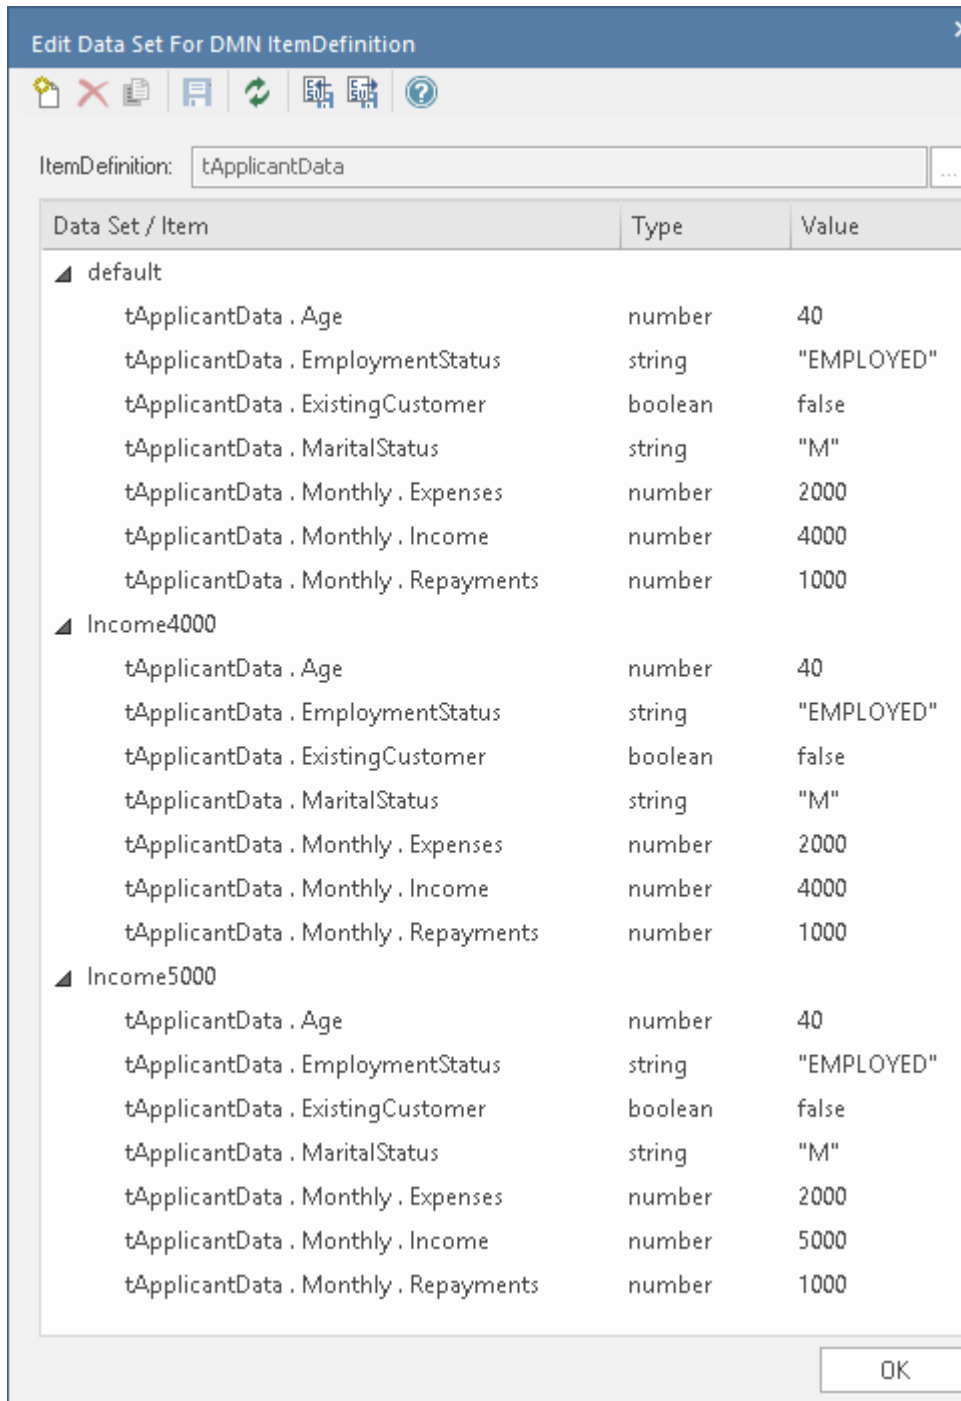 Edit Data Set For DMN ItemDefinition
ItemDefinition: tApplicantData ...
Data Set / Item Type Value
default
tApplicantData . Age number 40
tApplicantData . EmploymentStatus string "EMPLOYED"
tApplicantData . ExistingCustomer boolean false
tApplicantData . MaritalStatus string "M"
tApplicantData . Monthly . Expenses number 2000
tApplicantData . Monthly . Income number 4000
tApplicantData . Monthly . Repayments number 1000
Income4000
tApplicantData . Age number 40
tApplicantData . EmploymentStatus string "EMPLOYED"
tApplicantData . ExistingCustomer boolean false
tApplicantData . MaritalStatus string "M"
tApplicantData . Monthly . Expenses number 2000
tApplicantData . Monthly . Income number 4000
tApplicantData . Monthly . Repayments number 1000
Income5000
tApplicantData . Age number 40
tApplicantData . EmploymentStatus string "EMPLOYED"
tApplicantData . ExistingCustomer boolean false
tApplicantData . MaritalStatus string "M"
tApplicantData . Monthly . Expenses number 2000
tApplicantData . Monthly . Income number 5000
tApplicantData . Monthly . Repayments number 1000
OK